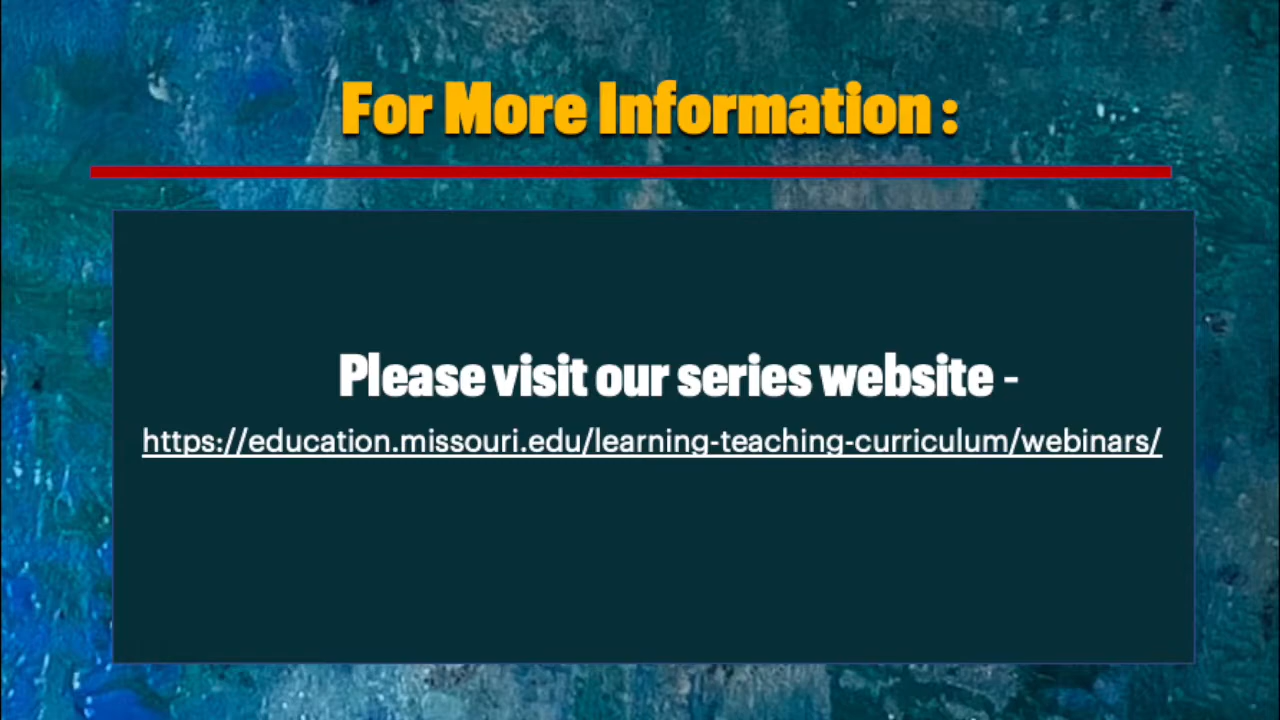 For More Information :
Please visit our series website -
https://education.missouri.edu/learning-teaching-curriculum/webinars/